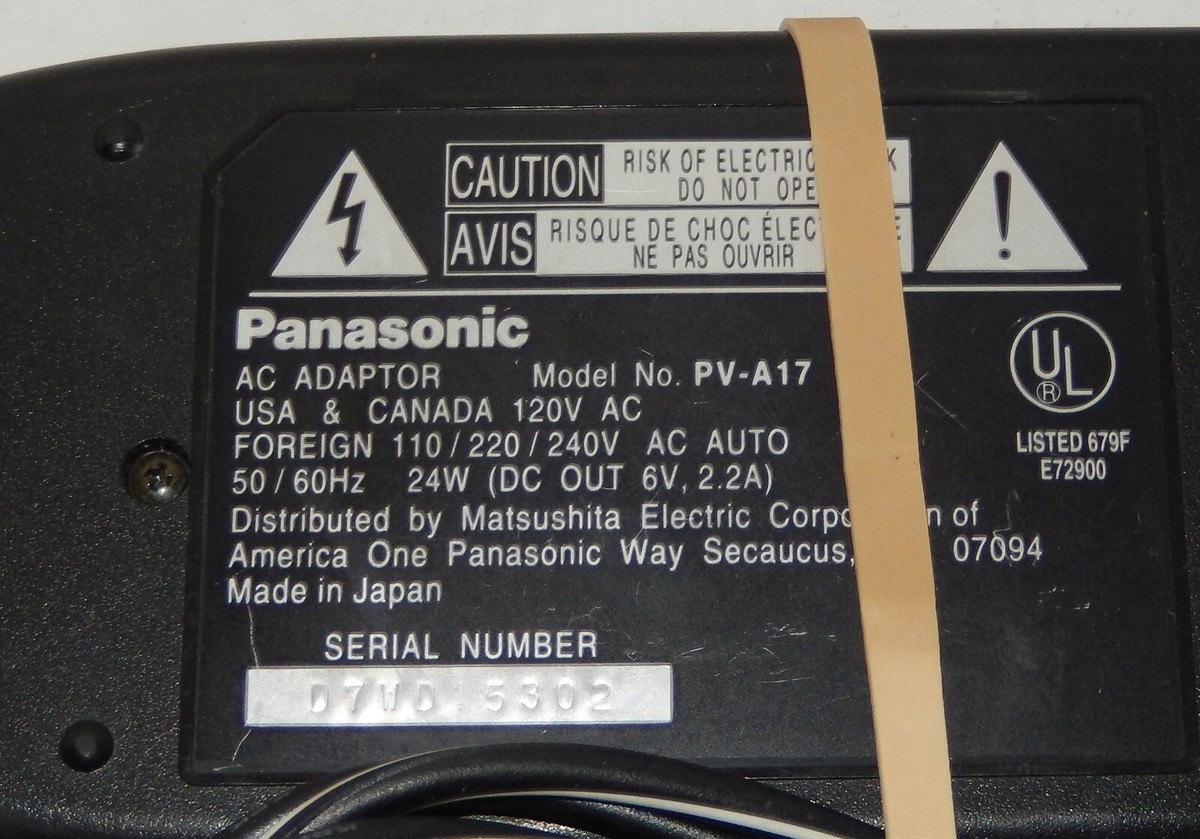 CAUTION
RISK OF ELECTRIC K
DO NOT OPE
AVIS
RISQUE DE CHOC ÉLEC E
NE PAS OUVRIR
Panasonic
AC ADAPTOR Model No. PV-A17
USA & CANADA 120V AC
FOREIGN 110 / 220 / 240V AC AUTO
50 / 60Hz 24W (DC OUT 6V, 2.2A)
Distributed by Matsushita Electric Corpo n of
America One Panasonic Way Secaucus, 07094
Made in Japan
UL
®
LISTED 679F
E72900
SERIAL NUMBER
D7WD 5302